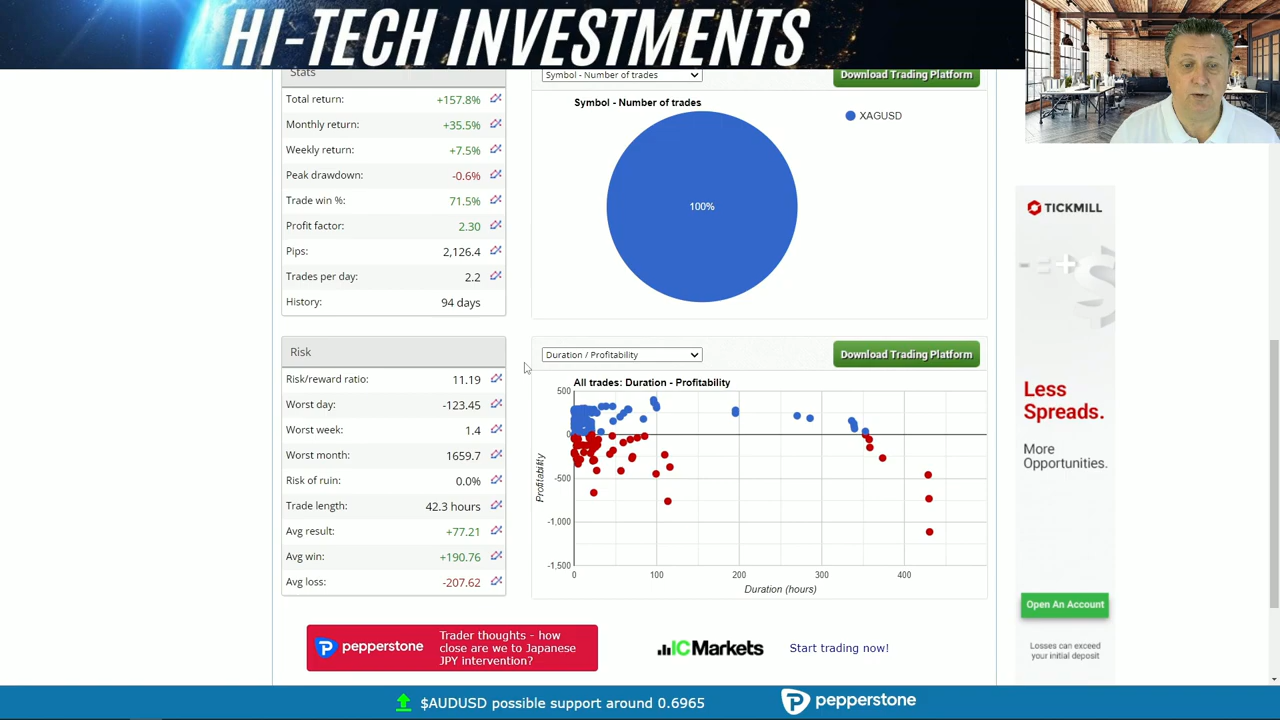 HI-TECH INVESTMENTS
Stats
Symbol - Number of trades
Download Trading Platform
Total return: +157.8%
Monthly return: +35.5%
Weekly return: +7.5%
Peak drawdown: -0.6%
Trade win %: 71.5%
Profit factor: 2.30
Pips: 2,126.4
Trades per day: 2.2
History: 94 days
Symbol - Number of trades
XAGUSD
100%
Risk
Risk/reward ratio: 11.19
Worst day: -123.45
Worst week: 1.4
Worst month: 1659.7
Risk of ruin: 0.0%
Trade length: 42.3 hours
Avg result: +77.21
Avg win: +190.76
Avg loss: -207.62
Duration / Profitability
Download Trading Platform
All trades: Duration - Profitability
500
0
-500
-1,000
-1,500
Profitability
0 100 200 300 400
Duration (hours)
TICKMILL
Less
Spreads.
More
Opportunities.
Open An Account
Losses can exceed
your initial deposit
pepperstone
Trader thoughts - how
close are we to Japanese
JPY intervention?
IC Markets
Start trading now!
$AUDUSD possible support around 0.6965
pepperstone